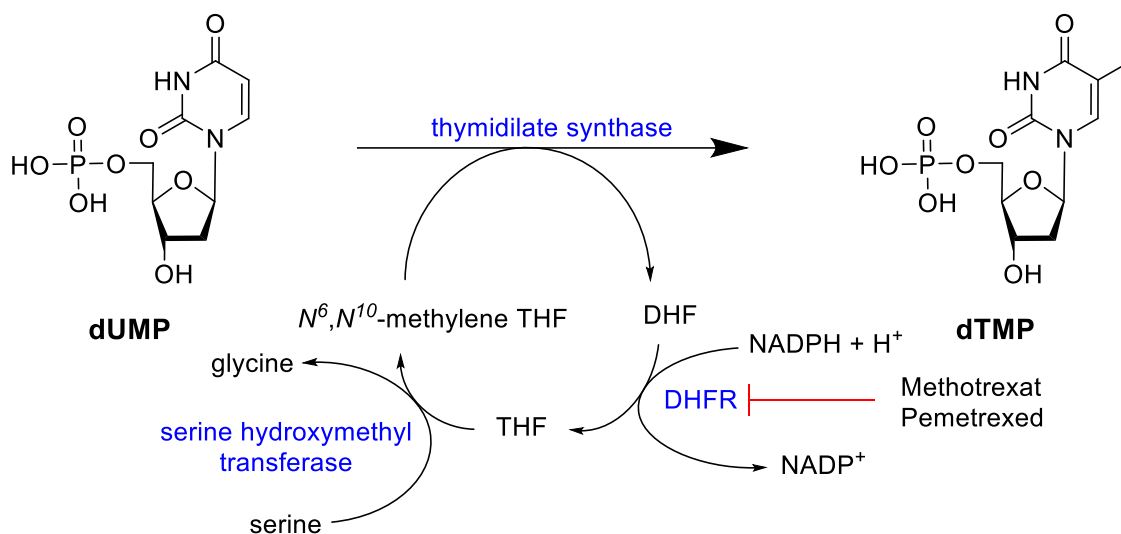 O
HN
O
N
O
HO
P
O
OH
O
OH
dUMP
thymidilate synthase
O
HN
O
N
O
HO
P
O
OH
O
OH
dTMP
N6,N10-methylene THF
DHF
NADPH + H+
glycine
DHFR
Methotrexat
Pemetrexed
serine hydroxymethyl
transferase
THF
NADP+
serine